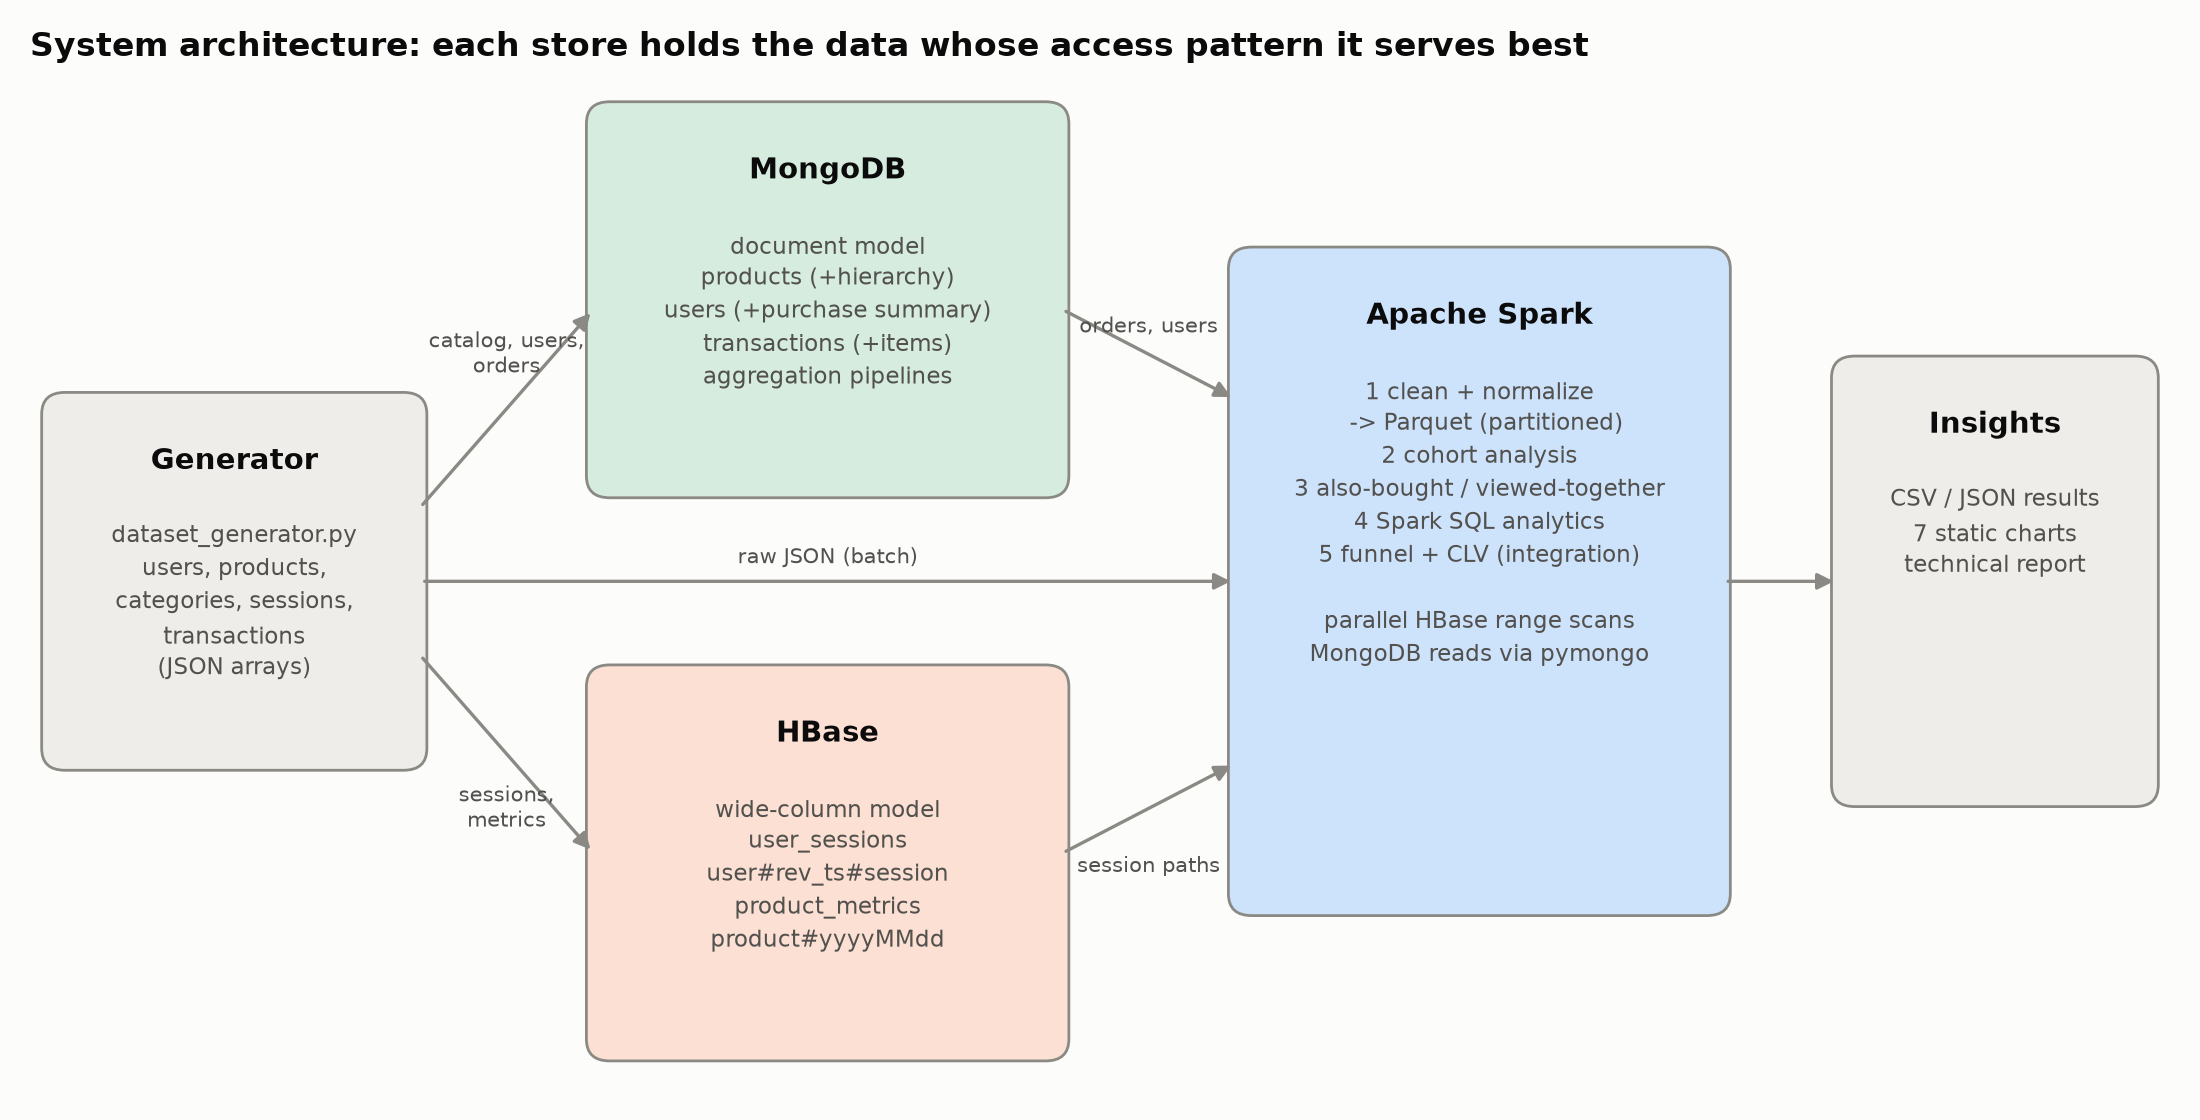 System architecture: each store holds the data whose access pattern it serves best
Generator
dataset_generator.py
users, products,
categories, sessions,
transactions
(JSON arrays)
catalog, users,
orders
sessions,
metrics
MongoDB
document model
products (+hierarchy)
users (+purchase summary)
transactions (+items)
aggregation pipelines
raw JSON (batch)
HBase
wide-column model
user_sessions
user#rev_ts#session
product_metrics
product#yyyyMMdd
orders, users
session paths
Apache Spark
1 clean + normalize
-> Parquet (partitioned)
2 cohort analysis
3 also-bought / viewed-together
4 Spark SQL analytics
5 funnel + CLV (integration)
parallel HBase range scans
MongoDB reads via pymongo
Insights
CSV / JSON results
7 static charts
technical report